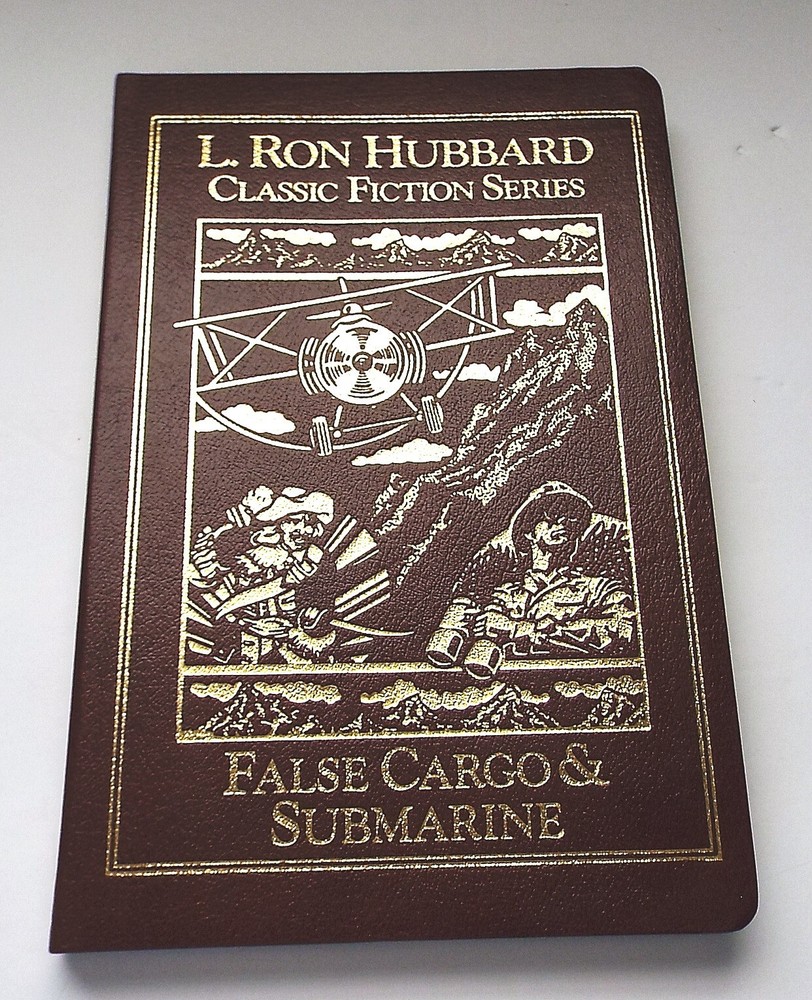 L. RON HUBBARD
CLASSIC FICTION SERIES
FALSE CARGO &
SUBMARINE